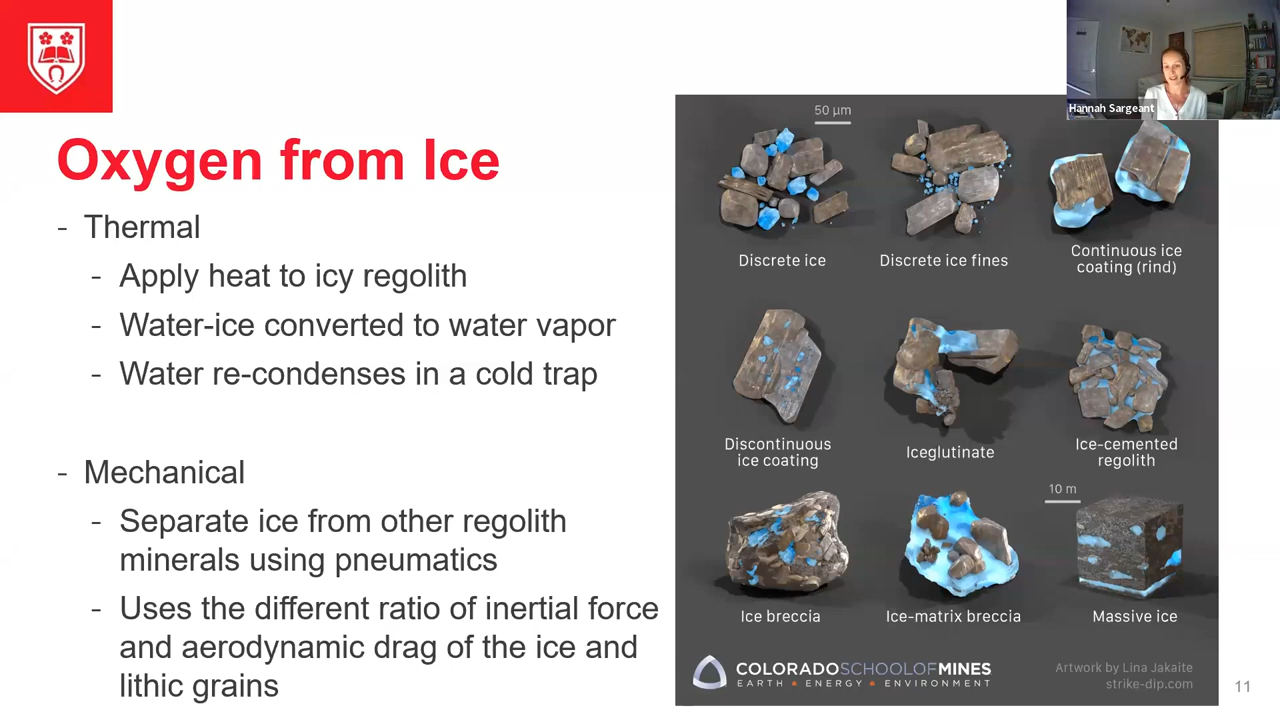 Hannah Sargeant
Oxygen from Ice
- Thermal
- Apply heat to icy regolith
- Water-ice converted to water vapor
- Water re-condenses in a cold trap
- Mechanical
- Separate ice from other regolith
minerals using pneumatics
- Uses the different ratio of inertial force
and aerodynamic drag of the ice and
lithic grains
50 µm
Discrete ice
Discrete ice fines
Continuous ice
coating (rind)
Discontinuous
ice coating
Iceglutinate
Ice-cemented
regolith
10 m
Ice breccia
Ice-matrix breccia
Massive ice
COLORADOSCHOOLOFMINES
EARTH • ENERGY • ENVIRONMENT
Artwork by Lina Jakaite
strike-dip.com
11